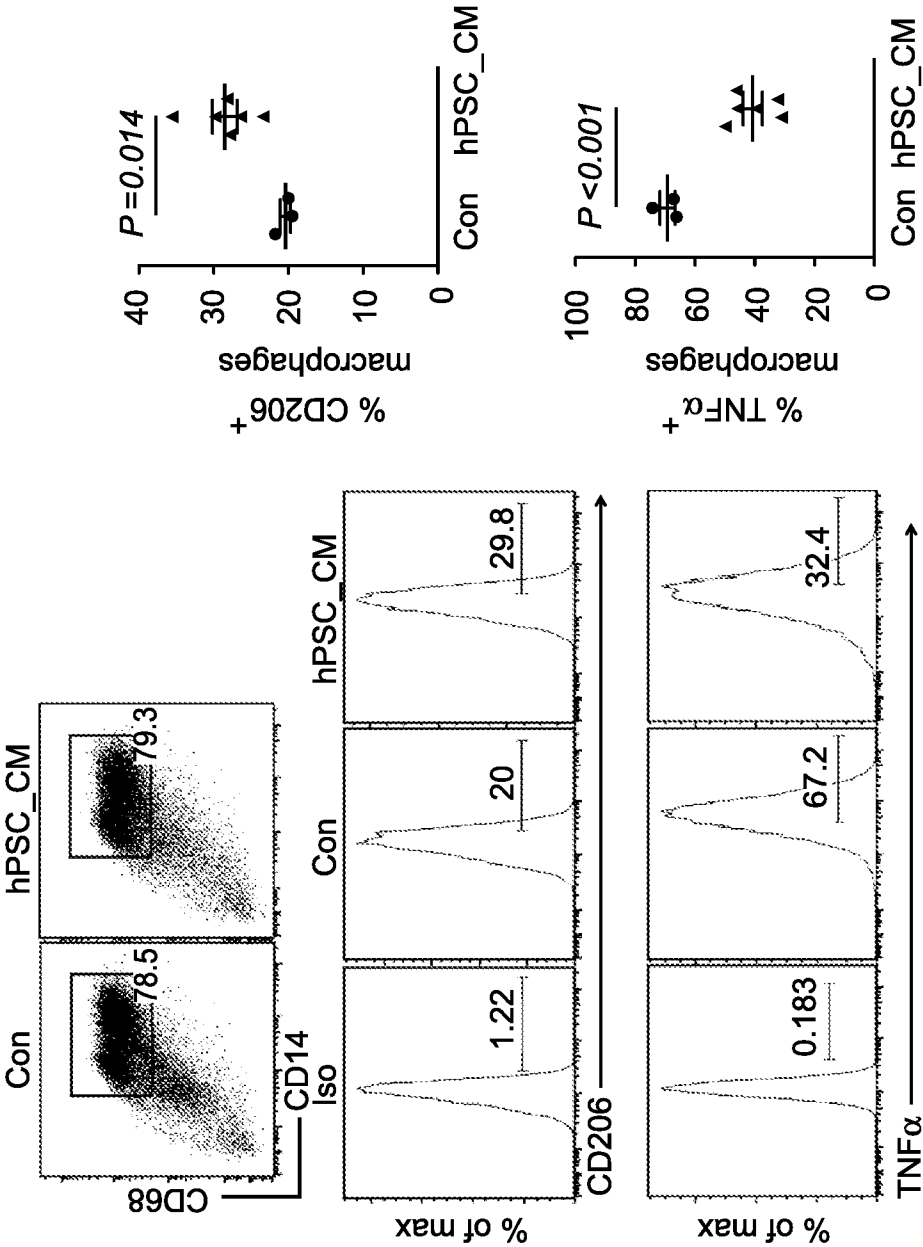 Con
hPSC_CM
78.5
79.3
CD68
CD14
Iso
Con
hPSC_CM
% of max
1.22
20
29.8
CD206
% of max
0.183
67.2
32.4
TNFα
P=0.014
% CD206+
macrophages
40
30
20
10
0
Con hPSC_CM
P<0.001
% TNFα+
macrophages
100
80
60
40
20
0
Con hPSC_CM